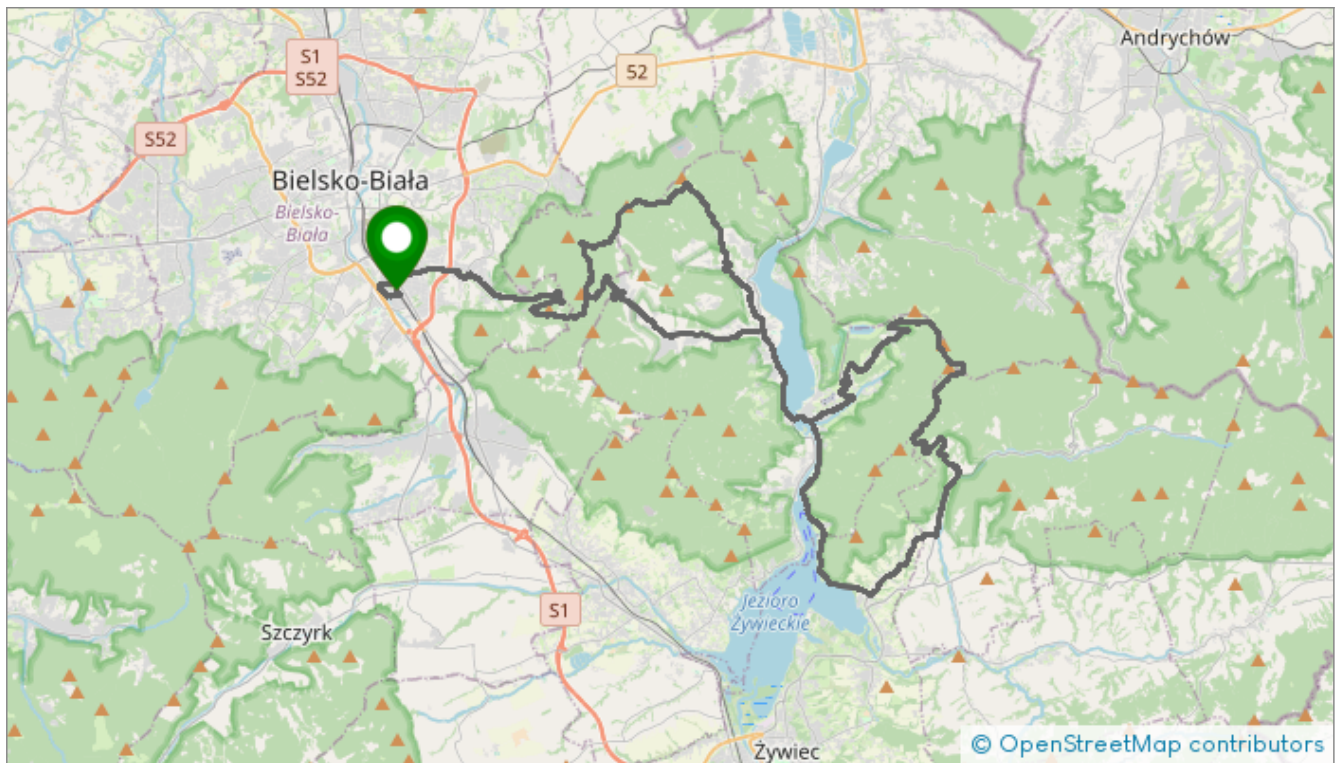 Andrychów
S1
S52
52
S52
Bielsko-Biała
Bielsko-
Biała
S1
Jezioro
Żywieckie
Szczyrk
Żywiec
© OpenStreetMap contributors